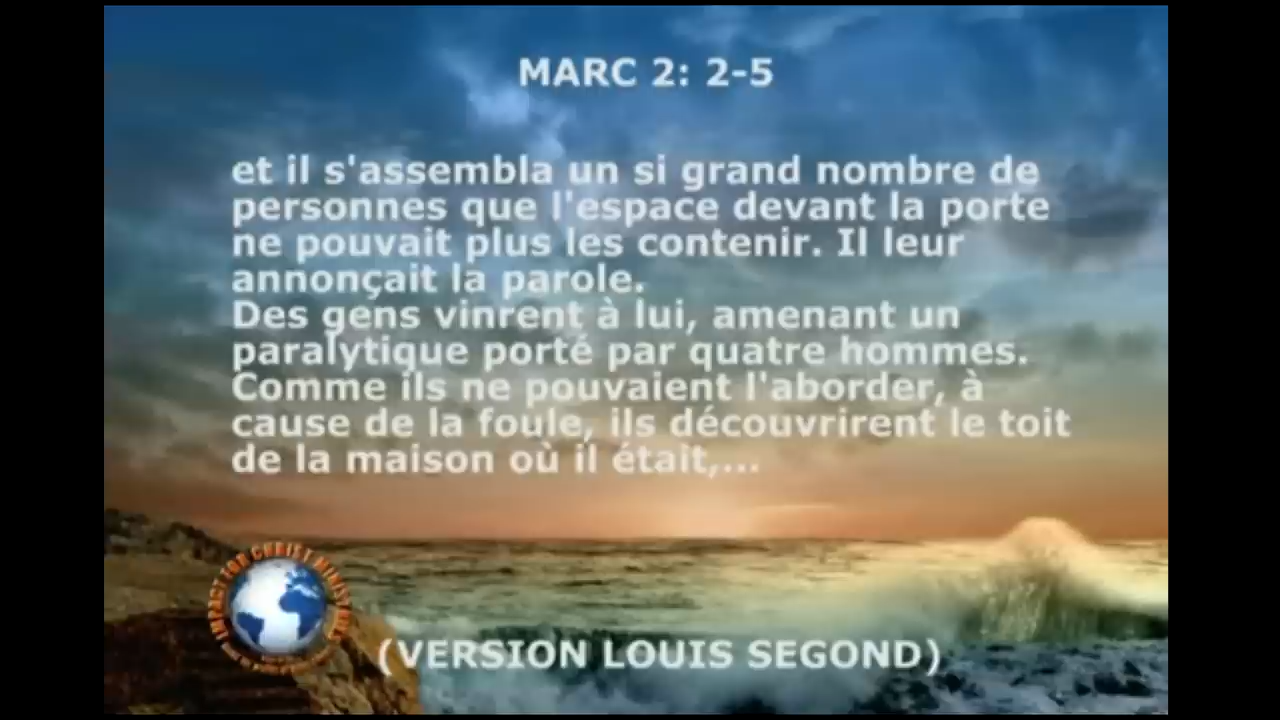 MARC 2: 2-5
et il s'assembla un si grand nombre de
personnes que l'espace devant la porte
ne pouvait plus les contenir. Il leur
annonçait la parole.
Des gens vinrent à lui, amenant un
paralytique porté par quatre hommes.
Comme ils ne pouvaient l'aborder, à
cause de la foule, ils découvrirent le toit
de la maison où il était,...
IMPACT FOR CHRIST
(VERSION LOUIS SEGOND)